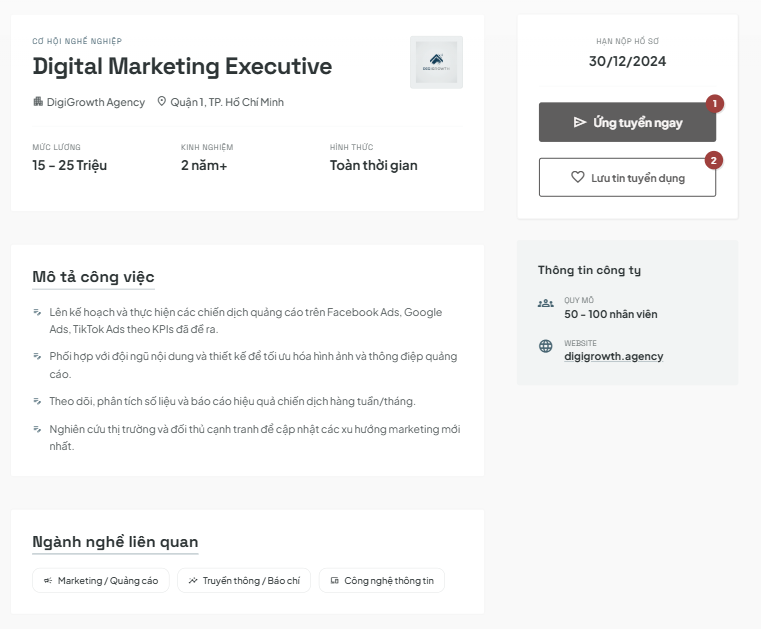 CƠ HỘI NGHỀ NGHIỆP
Digital Marketing Executive
DigiGrowth Agency
Quận 1, TP. Hồ Chí Minh
MỨC LƯƠNG
15 – 25 Triệu
KINH NGHIỆM
2 năm+
HÌNH THỨC
Toàn thời gian
DIGIGROWTH
HẠN NỘP HỒ SƠ
30/12/2024
1
Ứng tuyển ngay
2
Lưu tin tuyển dụng
Mô tả công việc
Lên kế hoạch và thực hiện các chiến dịch quảng cáo trên Facebook Ads, Google
Ads, TikTok Ads theo KPIs đã đề ra.
Phối hợp với đội ngũ nội dung và thiết kế để tối ưu hóa hình ảnh và thông điệp quảng
cáo.
Theo dõi, phân tích số liệu và báo cáo hiệu quả chiến dịch hàng tuần/tháng.
Nghiên cứu thị trường và đối thủ cạnh tranh để cập nhật các xu hướng marketing mới
nhất.
Thông tin công ty
QUY MÔ
50 - 100 nhân viên
WEBSITE
digigrowth.agency
Ngành nghề liên quan
Marketing / Quảng cáo
Truyền thông / Báo chí
Công nghệ thông tin